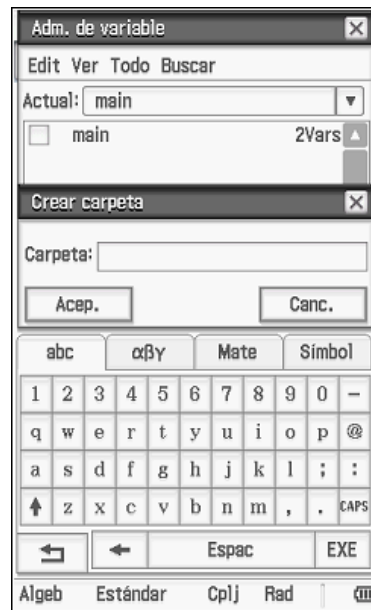 Adm. de variable
Edit Ver Todo Buscar
Actual: main
main 2Vars
Crear carpeta
Carpeta:
Acep. Canc.
abc αβγ Mate Símbol
1 2 3 4 5 6 7 8 9 0 −
q w e r t y u i o p @
a s d f g h j k l ; :
z x c v b n m , . CAPS
Espac EXE
Algeb Estándar Cplj Rad